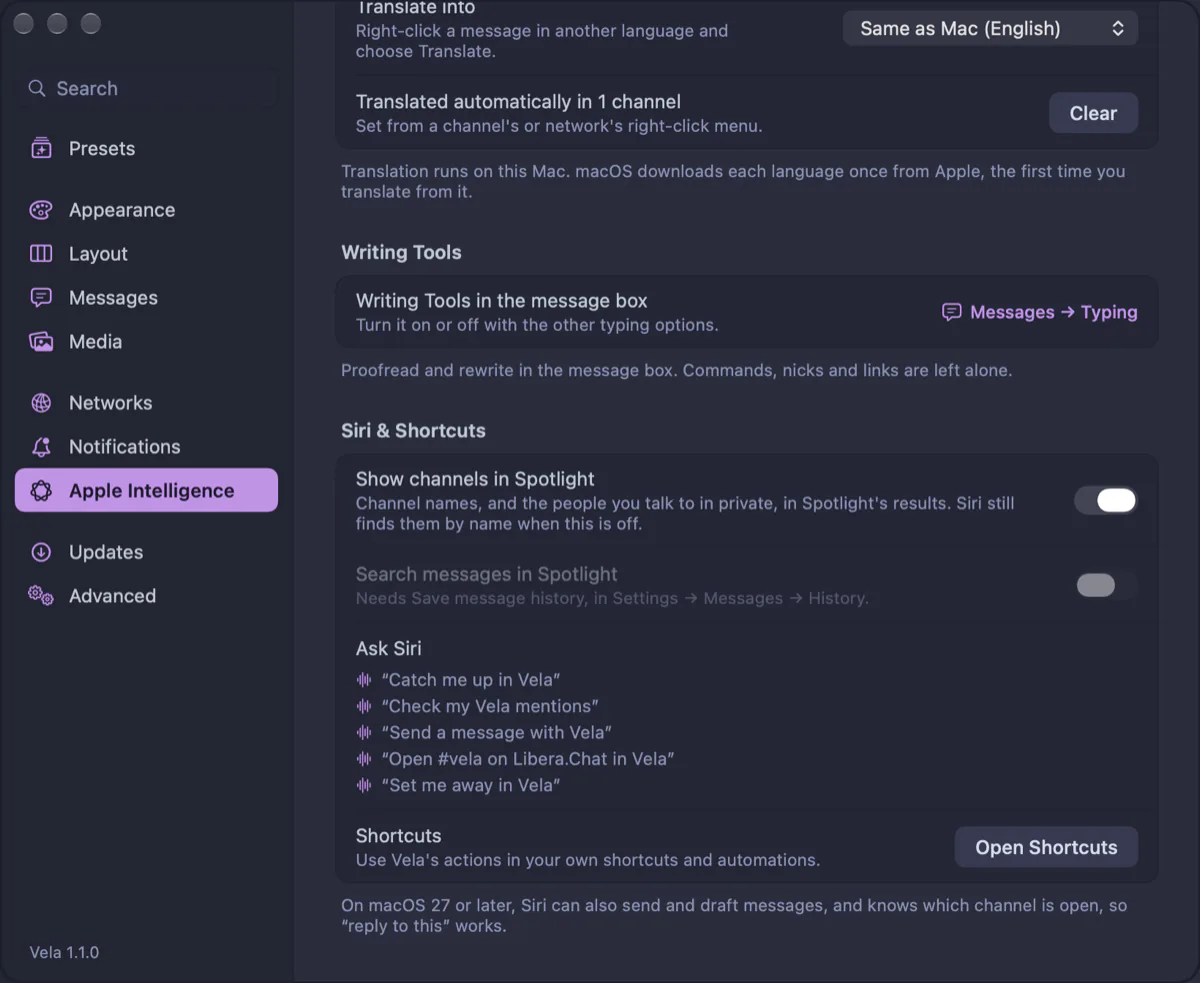 Search
Presets
Appearance
Layout
Messages
Media
Networks
Notifications
Apple Intelligence
Updates
Advanced
Vela 1.1.0
Translate into
Right-click a message in another language and
choose Translate.
Same as Mac (English)
Translated automatically in 1 channel
Set from a channel's or network's right-click menu.
Clear
Translation runs on this Mac. macOS downloads each language once from Apple, the first time you
translate from it.
Writing Tools
Writing Tools in the message box
Turn it on or off with the other typing options.
Messages → Typing
Proofread and rewrite in the message box. Commands, nicks and links are left alone.
Siri & Shortcuts
Show channels in Spotlight
Channel names, and the people you talk to in private, in Spotlight's results. Siri still
finds them by name when this is off.
Search messages in Spotlight
Needs Save message history, in Settings → Messages → History.
Ask Siri
“Catch me up in Vela”
“Check my Vela mentions”
“Send a message with Vela”
“Open #vela on Libera.Chat in Vela”
“Set me away in Vela”
Shortcuts
Use Vela's actions in your own shortcuts and automations.
Open Shortcuts
On macOS 27 or later, Siri can also send and draft messages, and knows which channel is open, so
“reply to this” works.